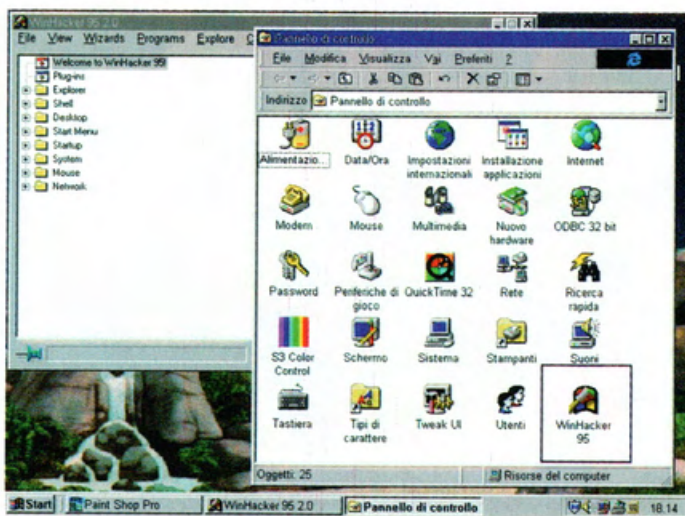 WinHacker 95 2.0
File View Wizards Programs Explore
Welcome to WinHacker 95!
Plug-ins
Explorer
Shell
Desktop
Start Menu
Startup
System
Mouse
Network
Pannello di controllo
File Modifica Visualizza Vai Preferiti ?
Indirizzo Pannello di controllo
Alimentazio... Data/Ora Impostazioni internazionali Installazione applicazioni Internet
Modem Mouse Multimedia Nuovo hardware ODBC 32 bit
Password Periferiche di gioco QuickTime 32 Rete Ricerca rapida
S3 Color Control Schermo Sistema Stampanti Suoni
Tastiera Tipi di carattere Tweak UI Utenti WinHacker 95
Oggetti: 25 Risorse del computer
Start Paint Shop Pro WinHacker 95 2.0 Pannello di controllo 18.14